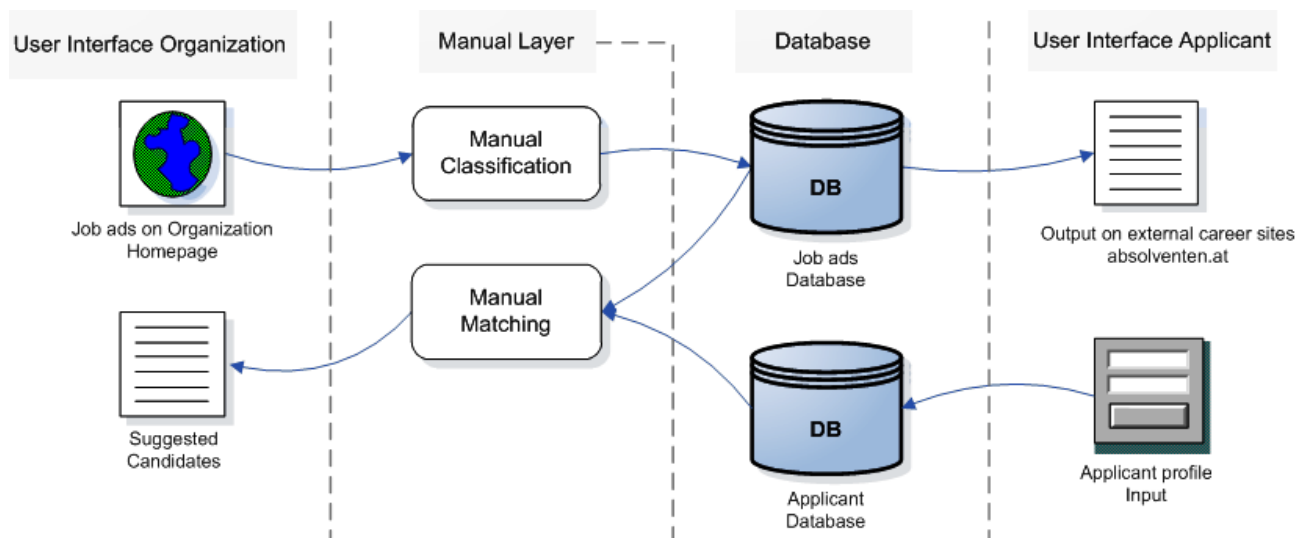 User Interface Organization
Manual Layer
Database
User Interface Applicant
Manual
Classification
DB
Job ads on Organization
Homepage
Job ads
Database
Output on external career sites
absolventen.at
Manual
Matching
DB
Suggested
Candidates
Applicant
Database
Applicant profile
Input